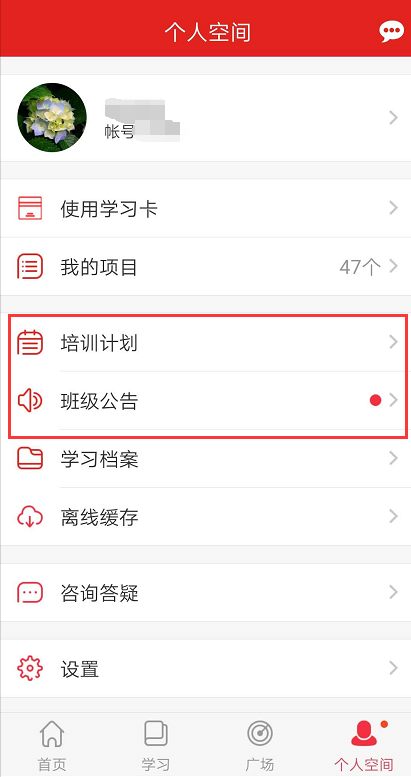 个人空间
帐号
使用学习卡
我的项目 47个
培训计划
班级公告
学习档案
离线缓存
咨询答疑
设置
首页 学习 广场 个人空间